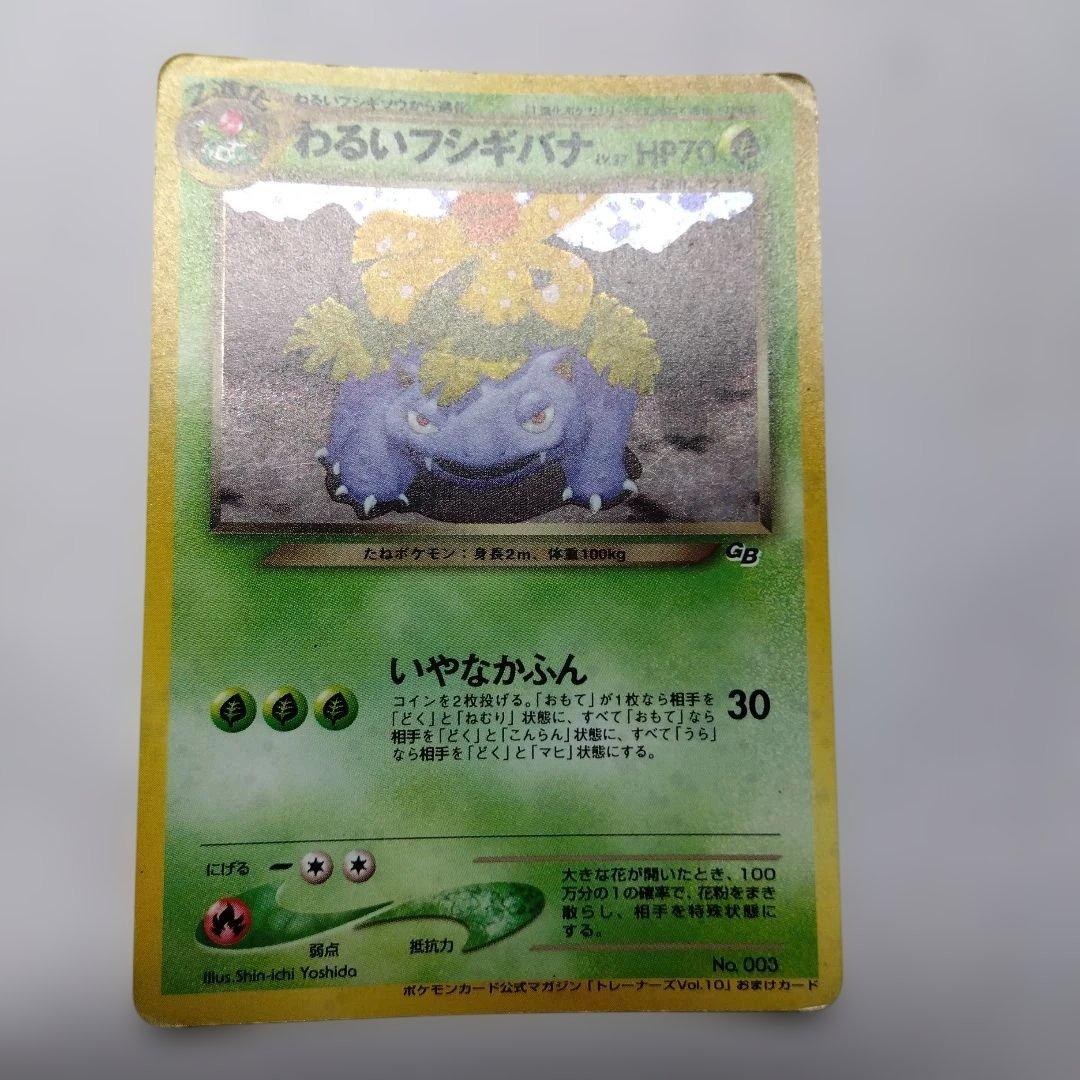 2進化
わるいフシギソウから進化
わるいフシギバナ LV.37 HP70
たねポケモン：身長2m、体重100kg
GB
いやなかふん
コインを2枚投げる。「おもて」が1枚なら相手を
「どく」と「ねむり」状態に、すべて「おもて」なら
相手を「どく」と「こんらん」状態に、すべて「うら」
なら相手を「どく」と「マヒ」状態にする。
30
にげる
弱点
抵抗力
大きな花が開いたとき、100
万分の1の確率で、花粉をまき
散らし、相手を特殊状態に
する。
Illus.Shin-ichi Yoshida
No. 003
ポケモンカード公式マガジン「トレーナーズVol.10」おまけカード